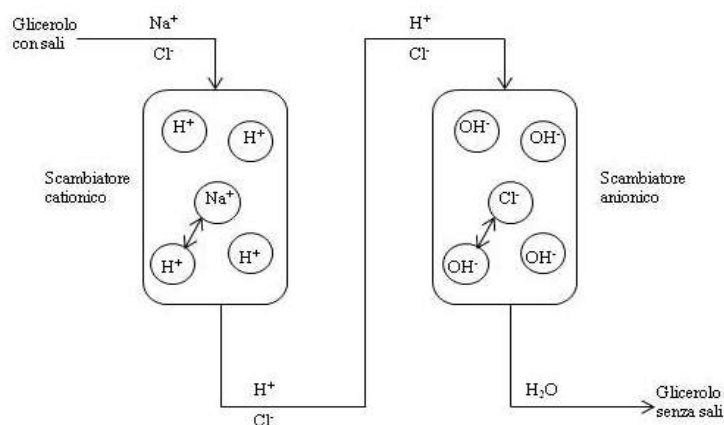 Glicerolo
con sali
Na⁺
Cl⁻
H⁺
Cl⁻
H⁺
H⁺
Na⁺
H⁺
H⁺
Scambiatore
cationico
OH⁻
OH⁻
Cl⁻
OH⁻
OH⁻
Scambiatore
anionico
H⁺
Cl⁻
H₂O
Glicerolo
senza sali